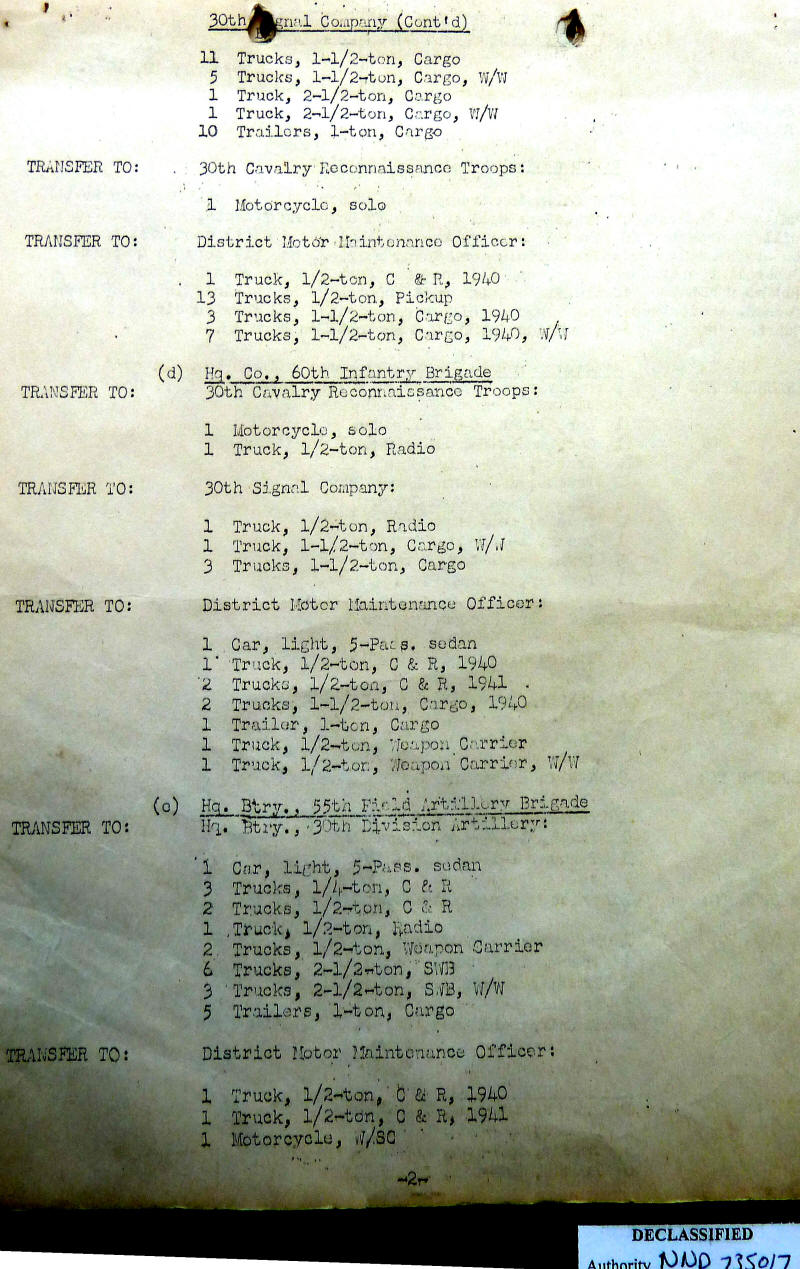 30th Signal Company (Cont'd)
11 Trucks, 1-1/2-ton, Cargo
5 Trucks, 1-1/2-ton, Cargo, W/W
1 Truck, 2-1/2-ton, Cargo
1 Truck, 2-1/2-ton, Cargo, W/W
10 Trailers, 1-ton, Cargo
TRANSFER TO: 30th Cavalry Reconnaissance Troops:
1 Motorcycle, solo
TRANSFER TO: District Motor Maintenance Officer:
1 Truck, 1/2-ton, C & R, 1940
13 Trucks, 1/2-ton, Pickup
3 Trucks, 1-1/2-ton, Cargo, 1940
7 Trucks, 1-1/2-ton, Cargo, 1940, W/W
(d) Hq. Co., 60th Infantry Brigade
TRANSFER TO: 30th Cavalry Reconnaissance Troops:
1 Motorcycle, solo
1 Truck, 1/2-ton, Radio
TRANSFER TO: 30th Signal Company:
1 Truck, 1/2-ton, Radio
1 Truck, 1-1/2-ton, Cargo, W/W
3 Trucks, 1-1/2-ton, Cargo
TRANSFER TO: District Motor Maintenance Officer:
1 Car, light, 5-Pass. sedan
1 Truck, 1/2-ton, C & R, 1940
2 Trucks, 1/2-ton, C & R, 1941
2 Trucks, 1-1/2-ton, Cargo, 1940
1 Trailer, 1-ton, Cargo
1 Truck, 1/2-ton, Weapon Carrier
1 Truck, 1/2-ton, Weapon Carrier, W/W
(e) Hq. Btry., 55th Field Artillery Brigade
TRANSFER TO: Hq. Btry., 30th Division Artillery:
1 Car, light, 5-Pass. sedan
3 Trucks, 1/4-ton, C & R
2 Trucks, 1/2-ton, C & R
1 Truck, 1/2-ton, Radio
2 Trucks, 1/2-ton, Weapon Carrier
6 Trucks, 2-1/2-ton, SWB
3 Trucks, 2-1/2-ton, SWB, W/W
5 Trailers, 1-ton, Cargo
TRANSFER TO: District Motor Maintenance Officer:
1 Truck, 1/2-ton, C & R, 1940
1 Truck, 1/2-ton, C & R, 1941
1 Motorcycle, W/SC
-2-
DECLASSIFIED
Authority NND 735017